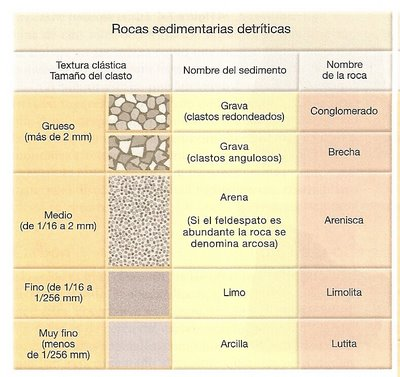 Rocas sedimentarias detríticas
Textura clástica
Tamaño del clasto
Nombre del sedimento
Nombre
de la roca
Grueso
(más de 2 mm)
Grava
(clastos redondeados)
Conglomerado
Grava
(clastos angulosos)
Brecha
Medio
(de 1/16 a 2 mm)
Arena
(Si el feldespato es
abundante la roca se
denomina arcosa)
Arenisca
Fino (de 1/16 a
1/256 mm)
Limo
Limolita
Muy fino
(menos
de 1/256 mm)
Arcilla
Lutita